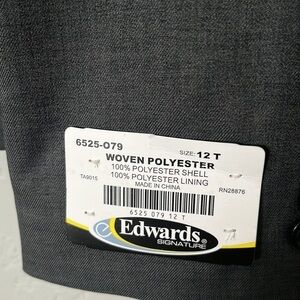 6525-O79
SIZE: 12 T
WOVEN POLYESTER
100% POLYESTER SHELL
100% POLYESTER LINING
TA9015
MADE IN CHINA
RN28876
6525 079 12 T
Edwards®
SIGNATURE